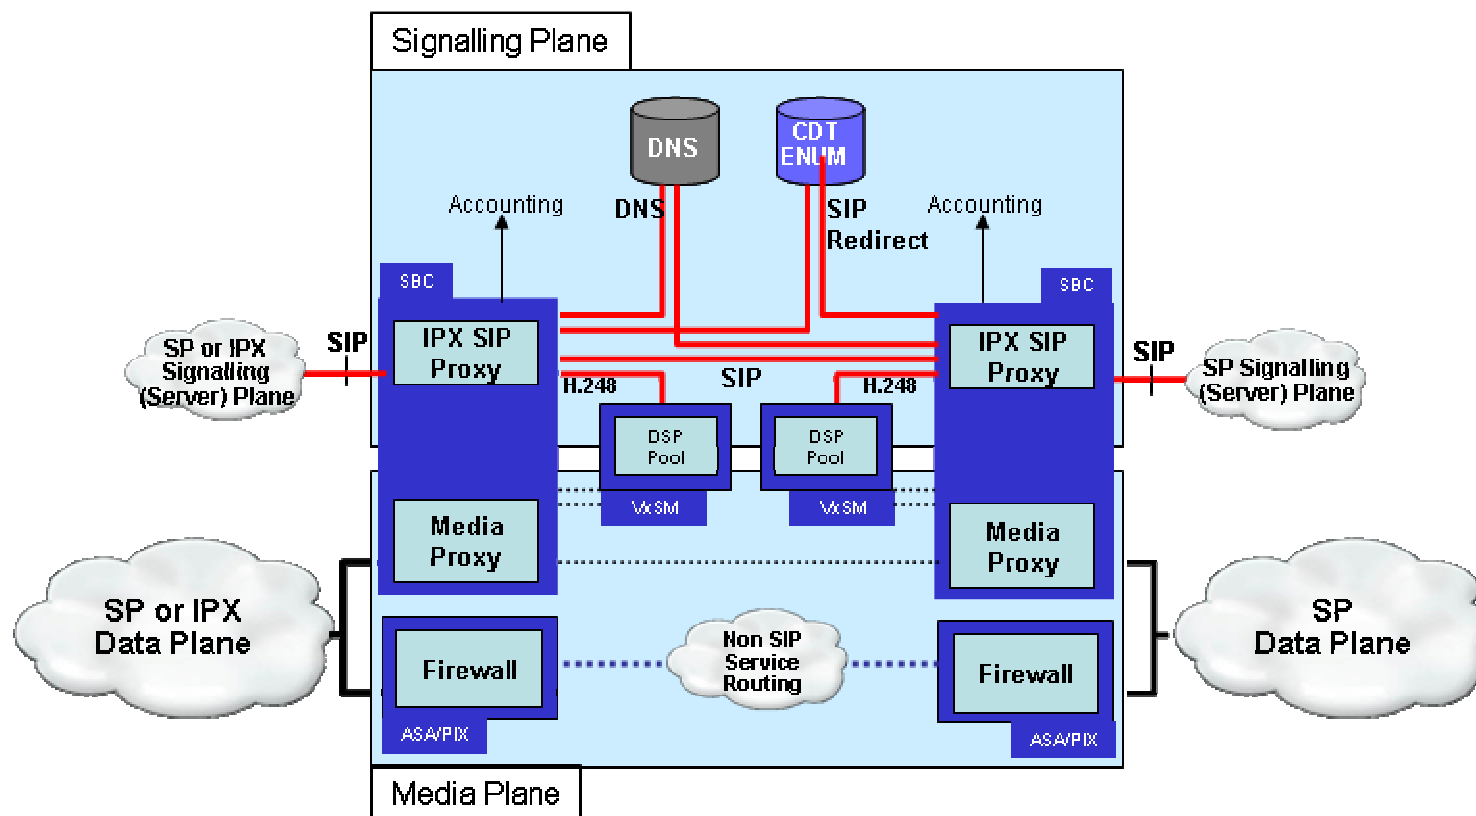 Signalling Plane
DNS
CDT
ENUM
Accounting
DNS
SIP
Redirect
Accounting
SBC
SBC
IPX SIP
Proxy
IPX SIP
Proxy
SIP
SP or IPX
Signalling
(Server) Plane
SIP
SP Signalling
(Server) Plane
H.248
SIP
H.248
DSP
Pool
DSP
Pool
VxSM
VxSM
Media
Proxy
Media
Proxy
SP or IPX
Data Plane
SP
Data Plane
Non SIP
Service
Routing
Firewall
Firewall
ASA/PIX
ASA/PIX
Media Plane